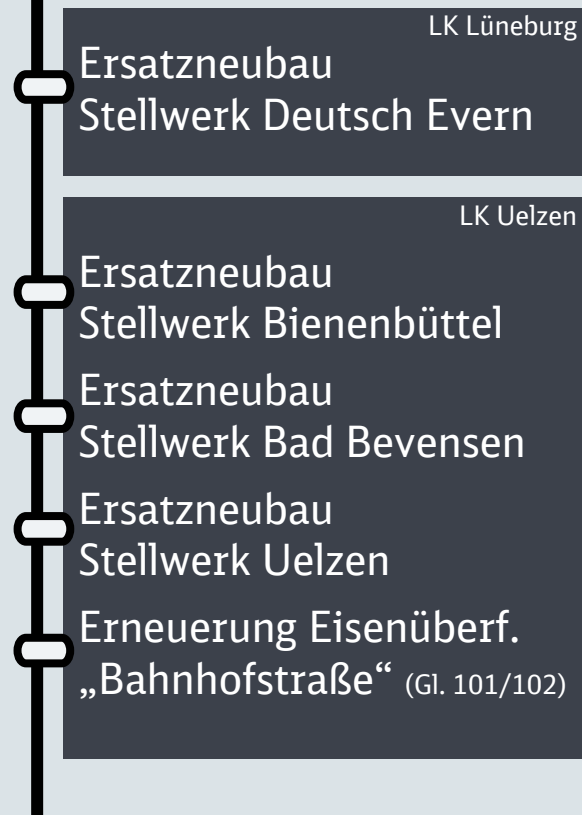 LK Lüneburg
Ersatzneubau
Stellwerk Deutsch Evern
LK Uelzen
Ersatzneubau
Stellwerk Bienenbüttel
Ersatzneubau
Stellwerk Bad Bevensen
Ersatzneubau
Stellwerk Uelzen
Erneuerung Eisenüberf.
„Bahnhofstraße“ (Gl. 101/102)